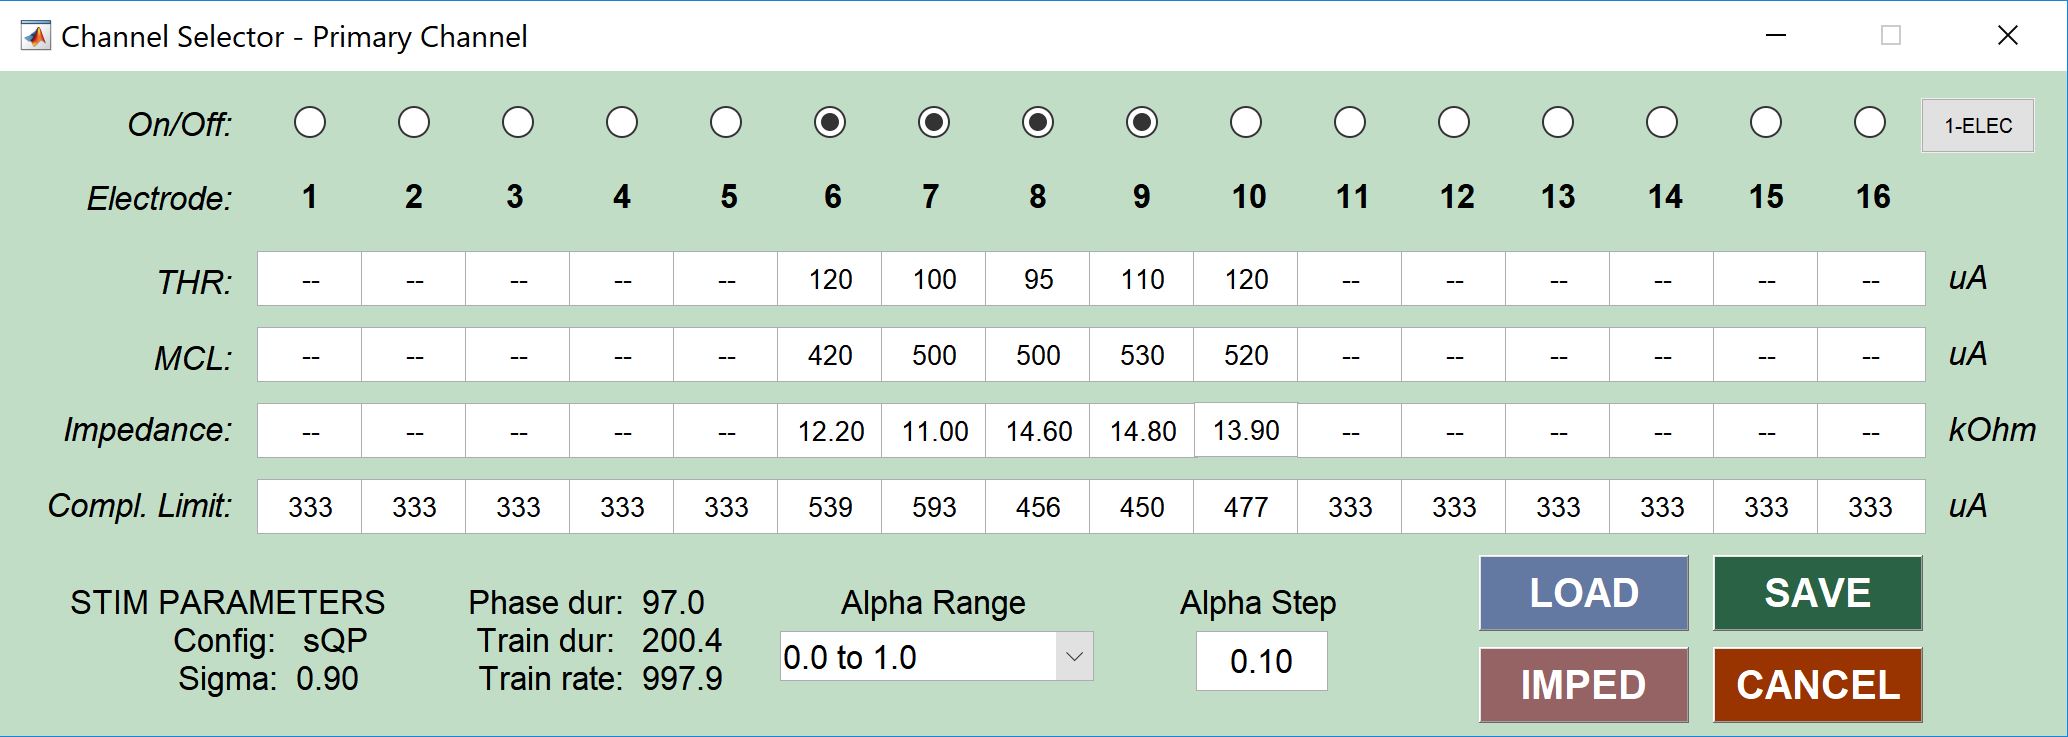 Channel Selector - Primary Channel
On/Off: 1-ELEC
Electrode: 1 2 3 4 5 6 7 8 9 10 11 12 13 14 15 16
THR: -- -- -- -- -- 120 100 95 110 120 -- -- -- -- -- -- uA
MCL: -- -- -- -- -- 420 500 500 530 520 -- -- -- -- -- -- uA
Impedance: -- -- -- -- -- 12.20 11.00 14.60 14.80 13.90 -- -- -- -- -- -- kOhm
Compl. Limit: 333 333 333 333 333 539 593 456 450 477 333 333 333 333 333 333 uA
STIM PARAMETERS
Config: sQP
Sigma: 0.90
Phase dur: 97.0
Train dur: 200.4
Train rate: 997.9
Alpha Range
0.0 to 1.0
Alpha Step
0.10
LOAD SAVE
IMPED CANCEL